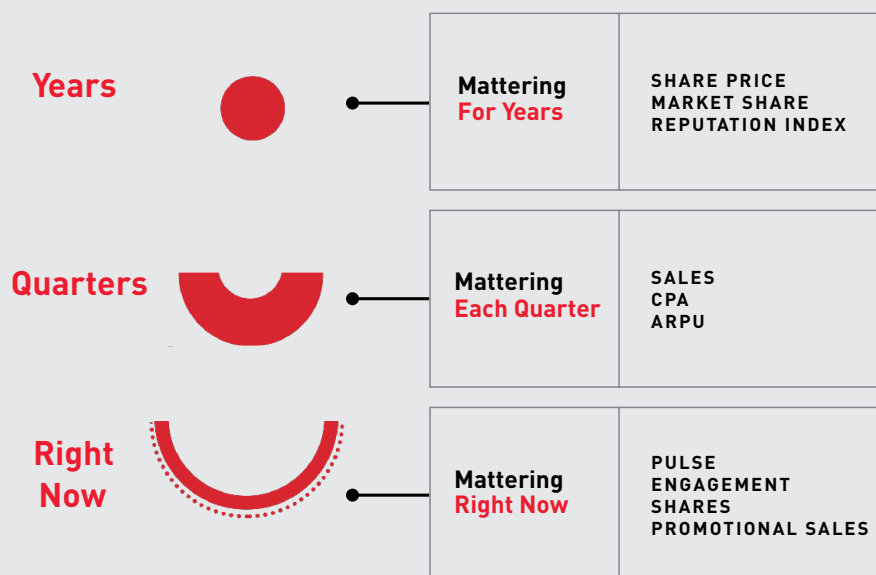 Years
Mattering
For Years
SHARE PRICE
MARKET SHARE
REPUTATION INDEX
Quarters
Mattering
Each Quarter
SALES
CPA
ARPU
Right
Now
Mattering
Right Now
PULSE
ENGAGEMENT
SHARES
PROMOTIONAL SALES